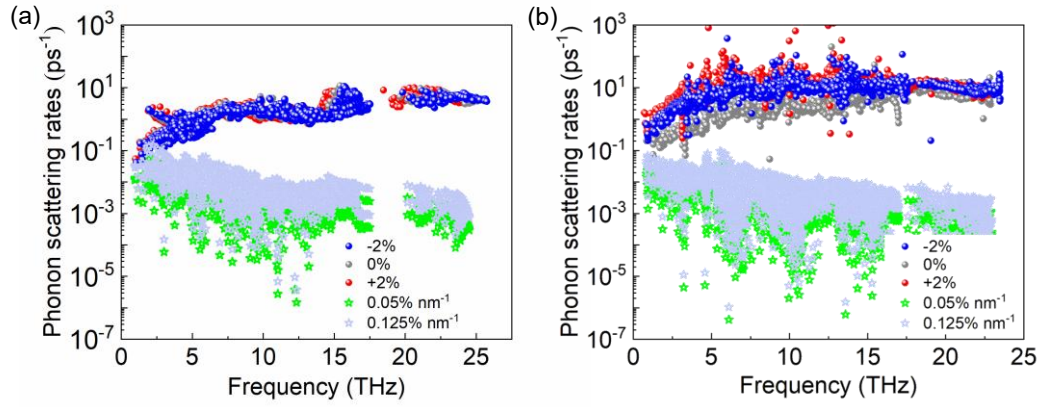 (a)
Phonon scattering rates (ps⁻¹)
10³
10¹
10⁻¹
10⁻³
10⁻⁵
10⁻⁷
-2%
0%
+2%
0.05% nm⁻¹
0.125% nm⁻¹
0 5 10 15 20 25
Frequency (THz)
(b)
Phonon scattering rates (ps⁻¹)
10³
10¹
10⁻¹
10⁻³
10⁻⁵
10⁻⁷
-2%
0%
+2%
0.05% nm⁻¹
0.125% nm⁻¹
0 5 10 15 20 25
Frequency (THz)